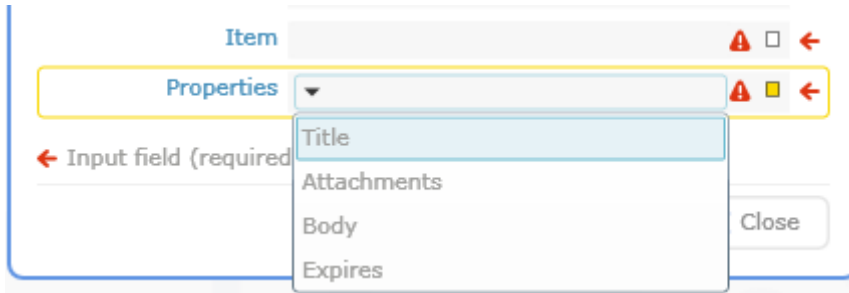 Item
Properties
Title
Input field (required
Attachments
Body
Close
Expires